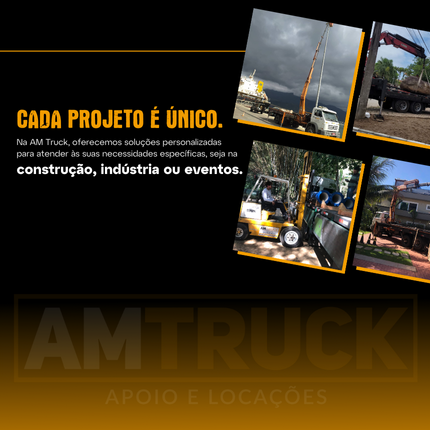 CADA PROJETO É ÚNICO.
Na AM Truck, oferecemos soluções personalizadas
para atender às suas necessidades específicas, seja na
construção, indústria ou eventos.
AMTRUCK
APOIO E LOCAÇÕES